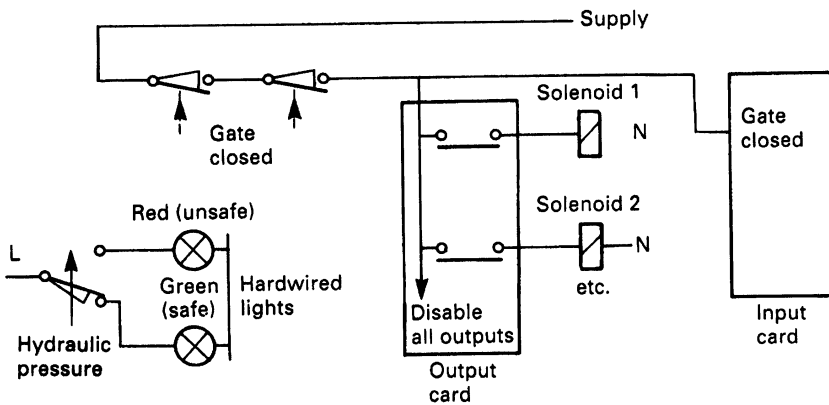 Supply
Gate
closed
Solenoid 1
N
Gate
closed
Solenoid 2
N
etc.
Disable
all outputs
Output
card
Input
card
Red (unsafe)
L
Green
(safe)
Hardwired
lights
Hydraulic
pressure